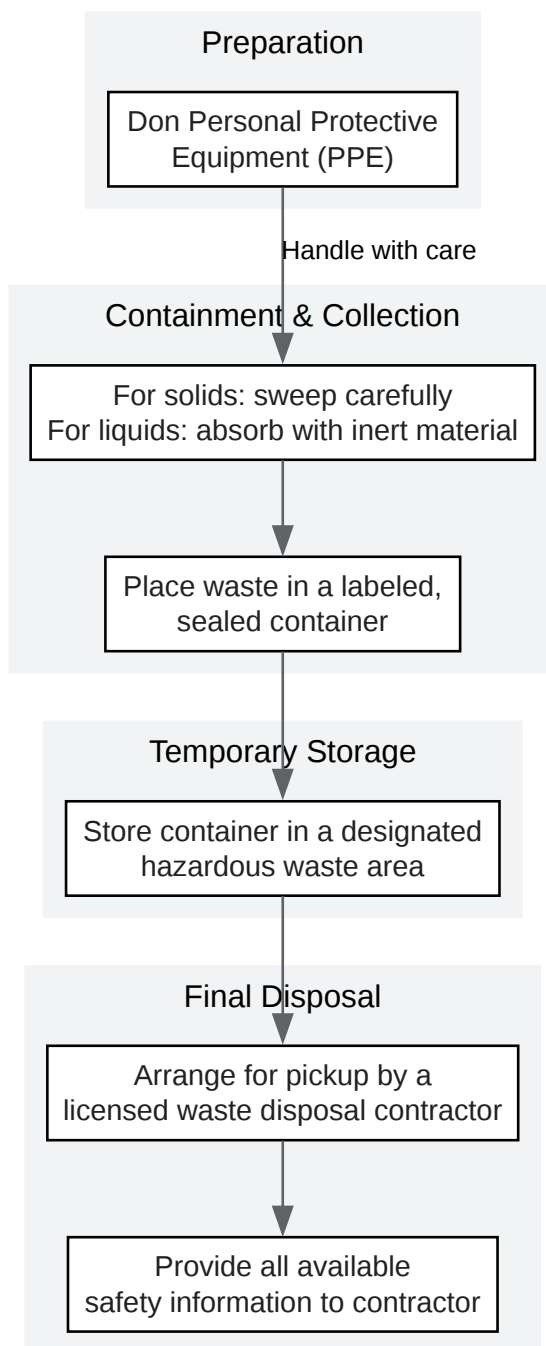 Preparation
Don Personal Protective
Equipment (PPE)
Handle with care
Containment & Collection
For solids: sweep carefully
For liquids: absorb with inert material
Place waste in a labeled,
sealed container
Temporary Storage
Store container in a designated
hazardous waste area
Final Disposal
Arrange for pickup by a
licensed waste disposal contractor
Provide all available
safety information to contractor